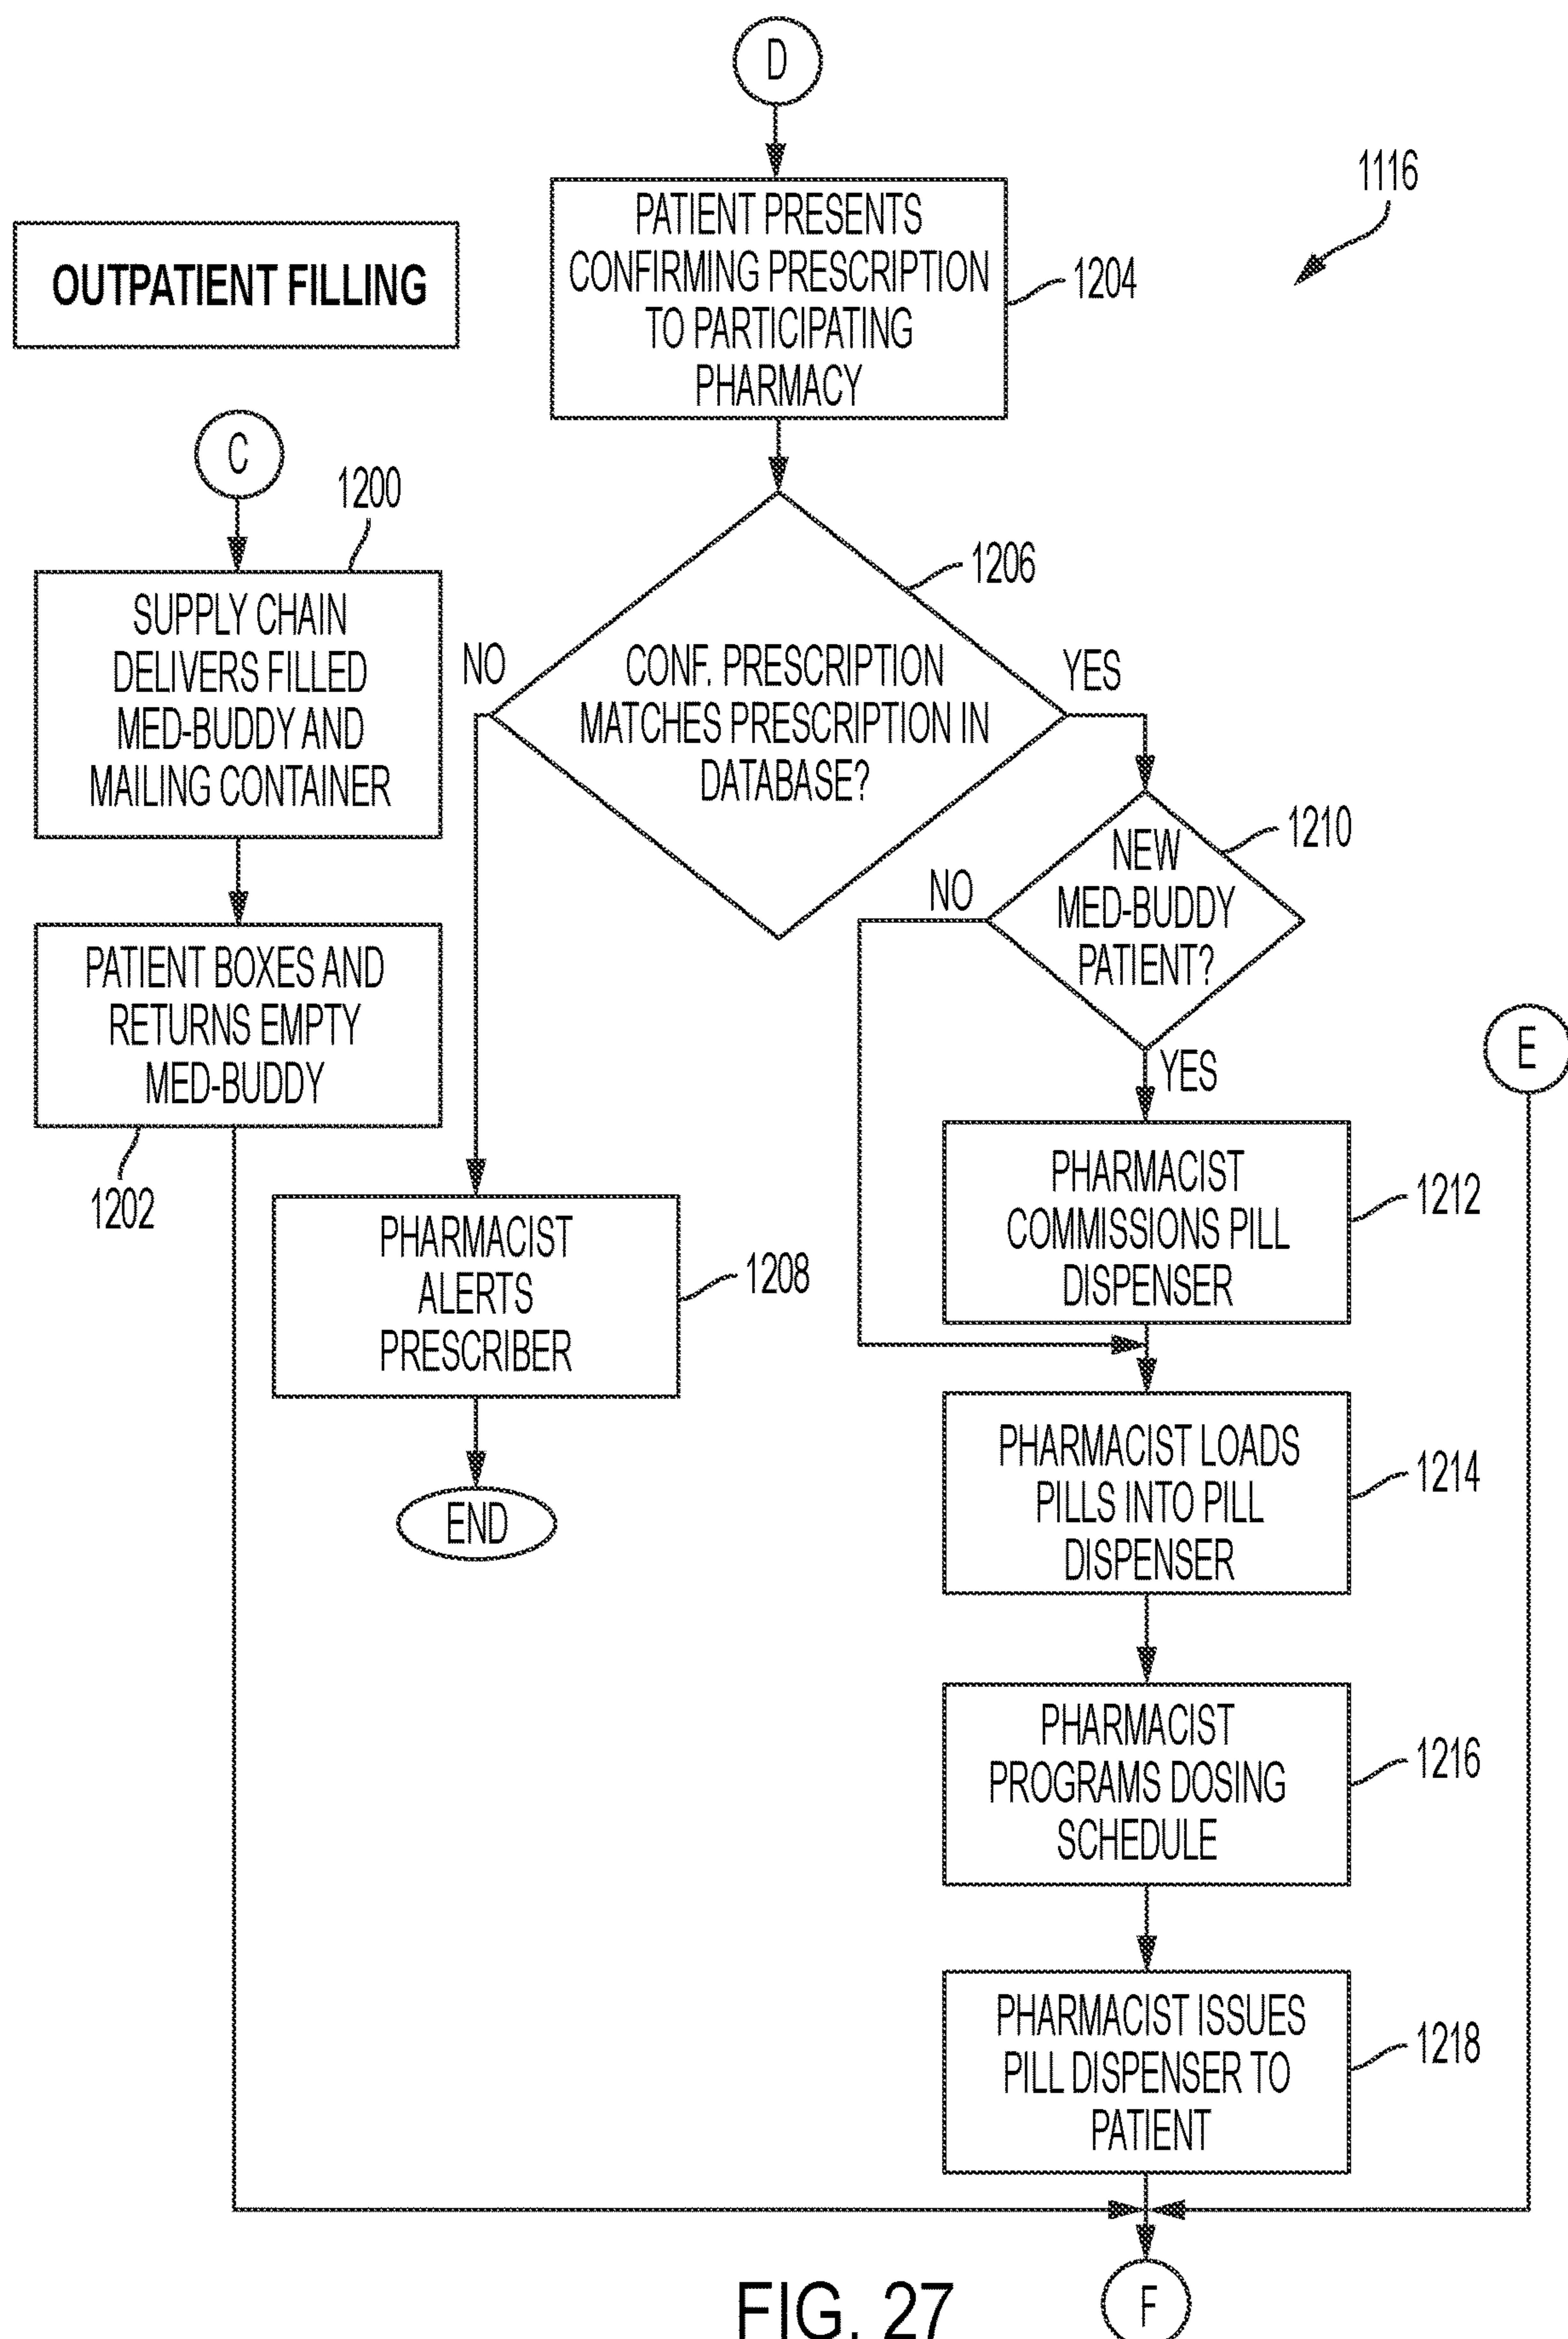 D
1116
PATIENT PRESENTS
CONFIRMING PRESCRIPTION
TO PARTICIPATING
PHARMACY
1204
OUTPATIENT FILLING
C
1200
SUPPLY CHAIN
DELIVERS FILLED
MED-BUDDY AND
MAILING CONTAINER
PATIENT BOXES AND
RETURNS EMPTY
MED-BUDDY
1202
1206
CONF. PRESCRIPTION
MATCHES PRESCRIPTION IN
DATABASE?
NO
YES
PHARMACIST
ALERTS
PRESCRIBER
1208
END
NEW
MED-BUDDY
PATIENT?
1210
NO
YES
E
PHARMACIST
COMMISSIONS PILL
DISPENSER
1212
PHARMACIST LOADS
PILLS INTO PILL
DISPENSER
1214
PHARMACIST
PROGRAMS DOSING
SCHEDULE
1216
PHARMACIST ISSUES
PILL DISPENSER TO
PATIENT
1218
F
FIG. 27